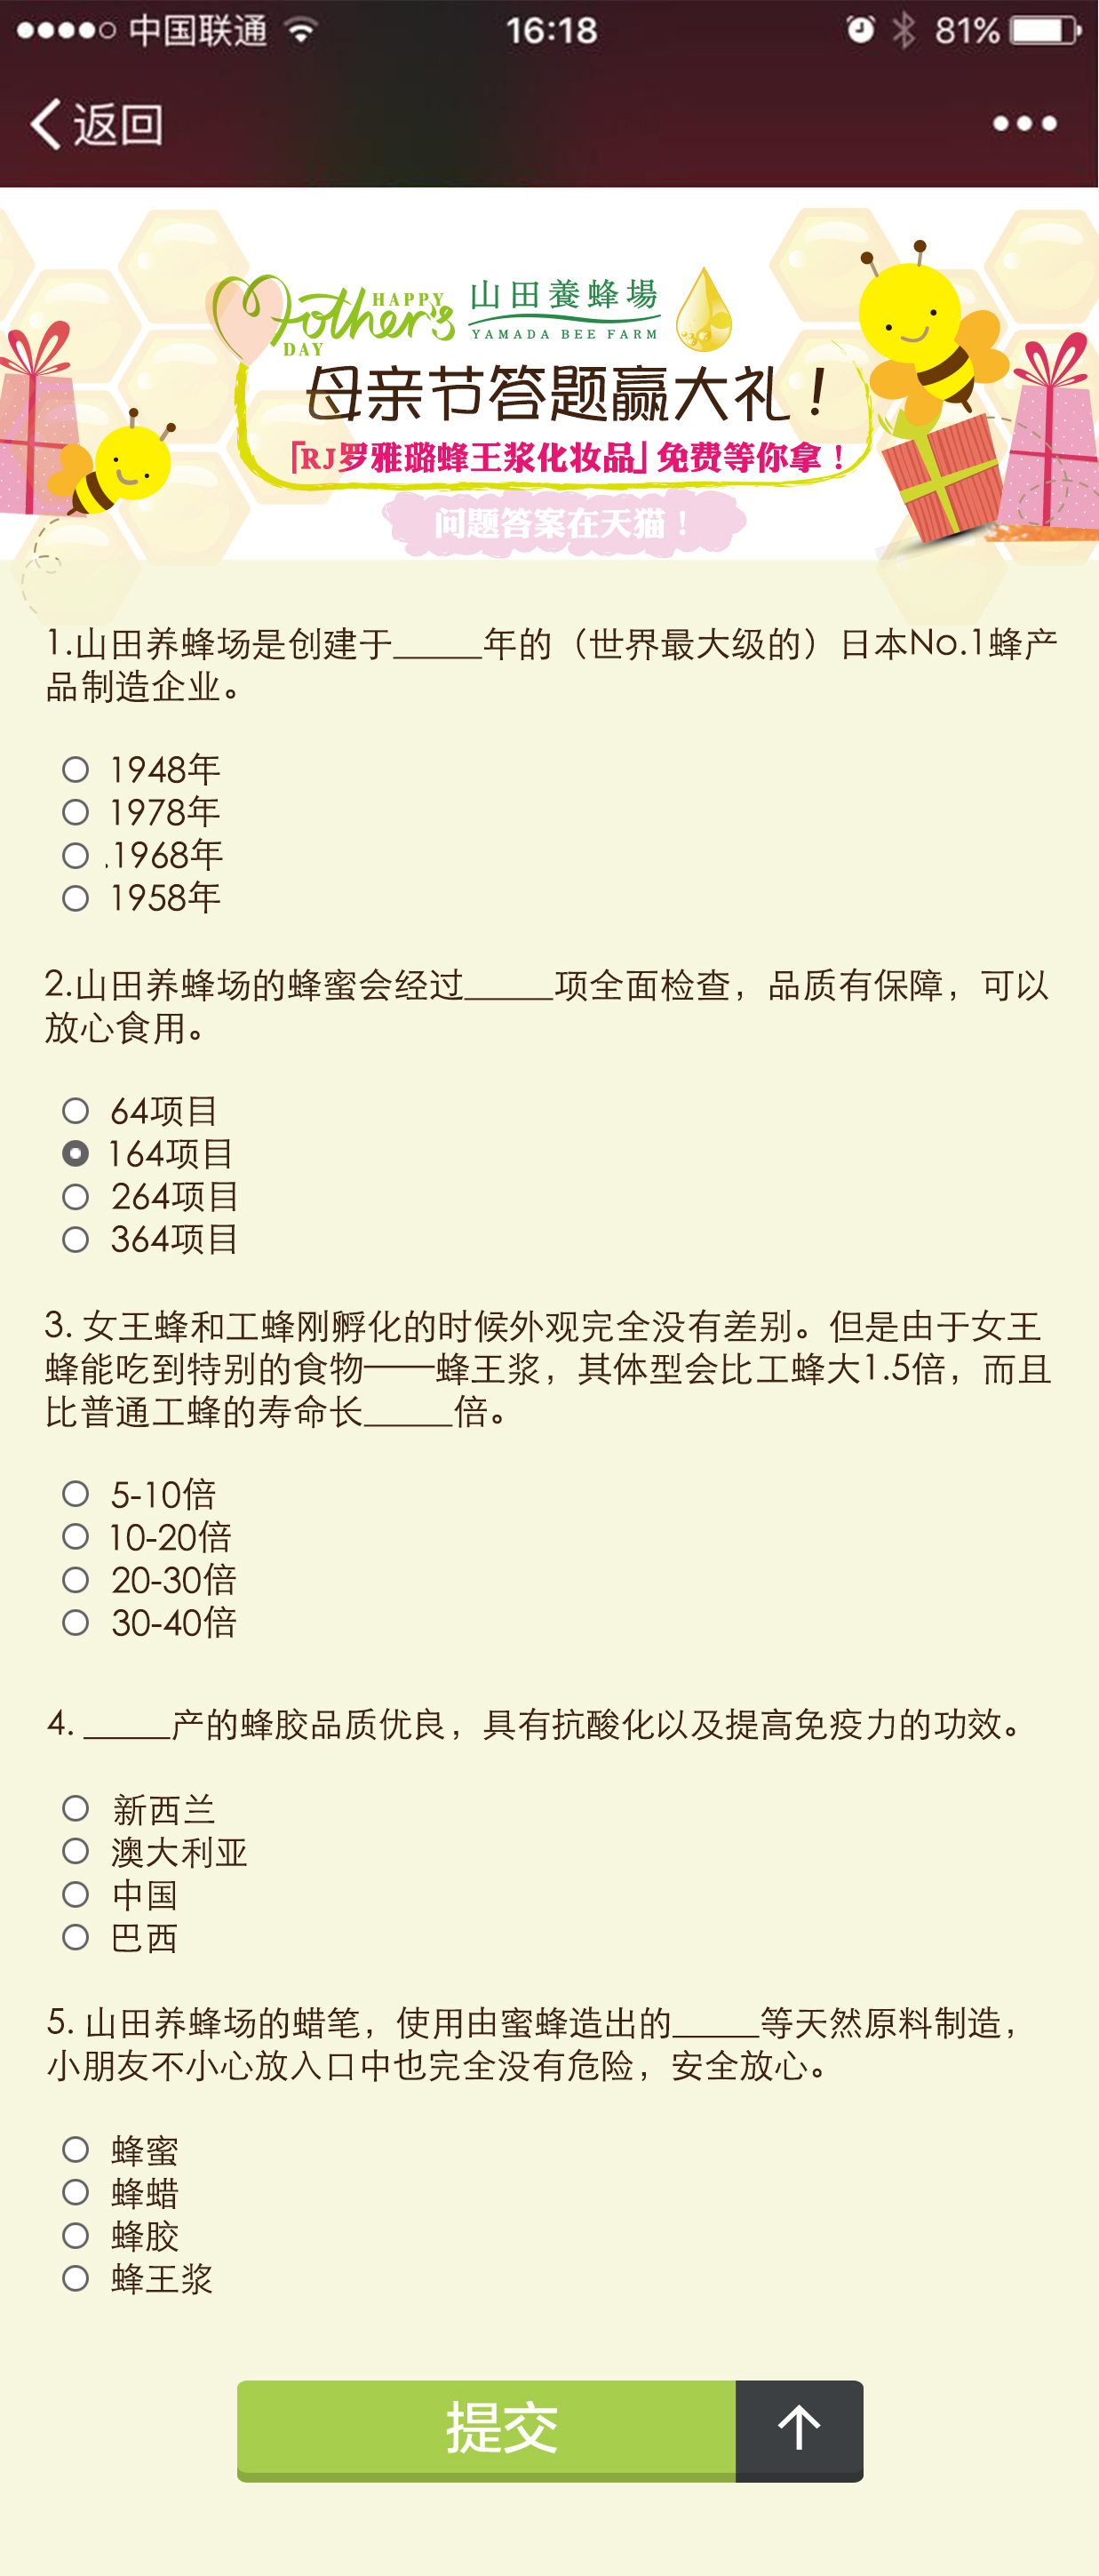 中国联通
16:18
81%
返回
Mother's
HAPPY
DAY
山田養蜂場
YAMADA BEE FARM
母亲节答题赢大礼！
「RJ罗雅璐蜂王浆化妆品」免费等你拿！
问题答案在天猫！
1.山田养蜂场是创建于_____年的（世界最大级的）日本No.1蜂产
品制造企业。
1948年
1978年
.1968年
1958年
2.山田养蜂场的蜂蜜会经过_____项全面检查，品质有保障，可以
放心食用。
64项目
164项目
264项目
364项目
3. 女王蜂和工蜂刚孵化的时候外观完全没有差别。但是由于女王
蜂能吃到特别的食物——蜂王浆，其体型会比工蜂大1.5倍，而且
比普通工蜂的寿命长_____倍。
5-10倍
10-20倍
20-30倍
30-40倍
4. _____产的蜂胶品质优良，具有抗酸化以及提高免疫力的功效。
新西兰
澳大利亚
中国
巴西
5. 山田养蜂场的蜡笔，使用由蜜蜂造出的_____等天然原料制造，
小朋友不小心放入口中也完全没有危险，安全放心。
蜂蜜
蜂蜡
蜂胶
蜂王浆
提交